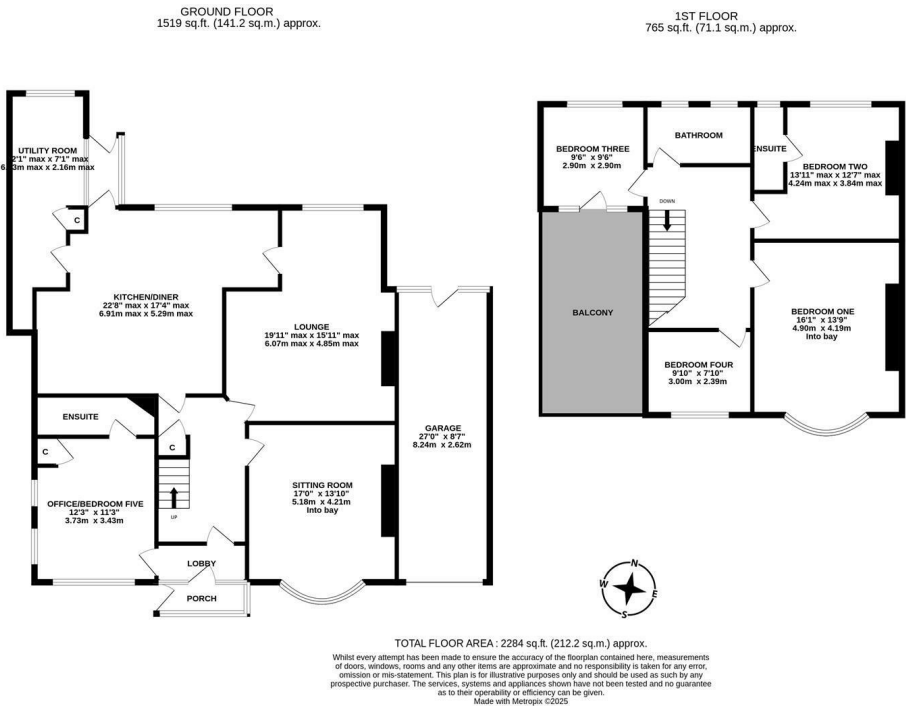 GROUND FLOOR
1519 sq.ft. (141.2 sq.m.) approx.
1ST FLOOR
765 sq.ft. (71.1 sq.m.) approx.
UTILITY ROOM
2'1" max x 7'1" max
max x 2.16m max
C
KITCHEN/DINER
22'8" max x 17'4" max
6.91m max x 5.29m max
LOUNGE
19'11" max x 15'11" max
6.07m max x 4.85m max
ENSUITE
C
C
OFFICE/BEDROOM FIVE
12'3" x 11'3"
3.73m x 3.43m
UP
LOBBY
PORCH
SITTING ROOM
17'0" x 13'10"
5.18m x 4.21m
Into bay
GARAGE
27'0" x 8'7"
8.24m x 2.62m
BEDROOM THREE
9'6" x 9'6"
2.90m x 2.90m
BATHROOM
ENSUITE
BEDROOM TWO
13'11" max x 12'7" max
4.24m max x 3.84m max
DOWN
BALCONY
BEDROOM ONE
16'1" x 13'9"
4.90m x 4.19m
Into bay
BEDROOM FOUR
9'10" x 7'10"
3.00m x 2.39m
N
W
E
S
TOTAL FLOOR AREA : 2284 sq.ft. (212.2 sq.m.) approx.
Whilst every attempt has been made to ensure the accuracy of the floorplan contained here, measurements
of doors, windows, rooms and any other items are approximate and no responsibility is taken for any error,
omission or mis-statement. This plan is for illustrative purposes only and should be used as such by any
prospective purchaser. The services, systems and appliances shown have not been tested and no guarantee
as to their operability or efficiency can be given.
Made with Metropix ©2025